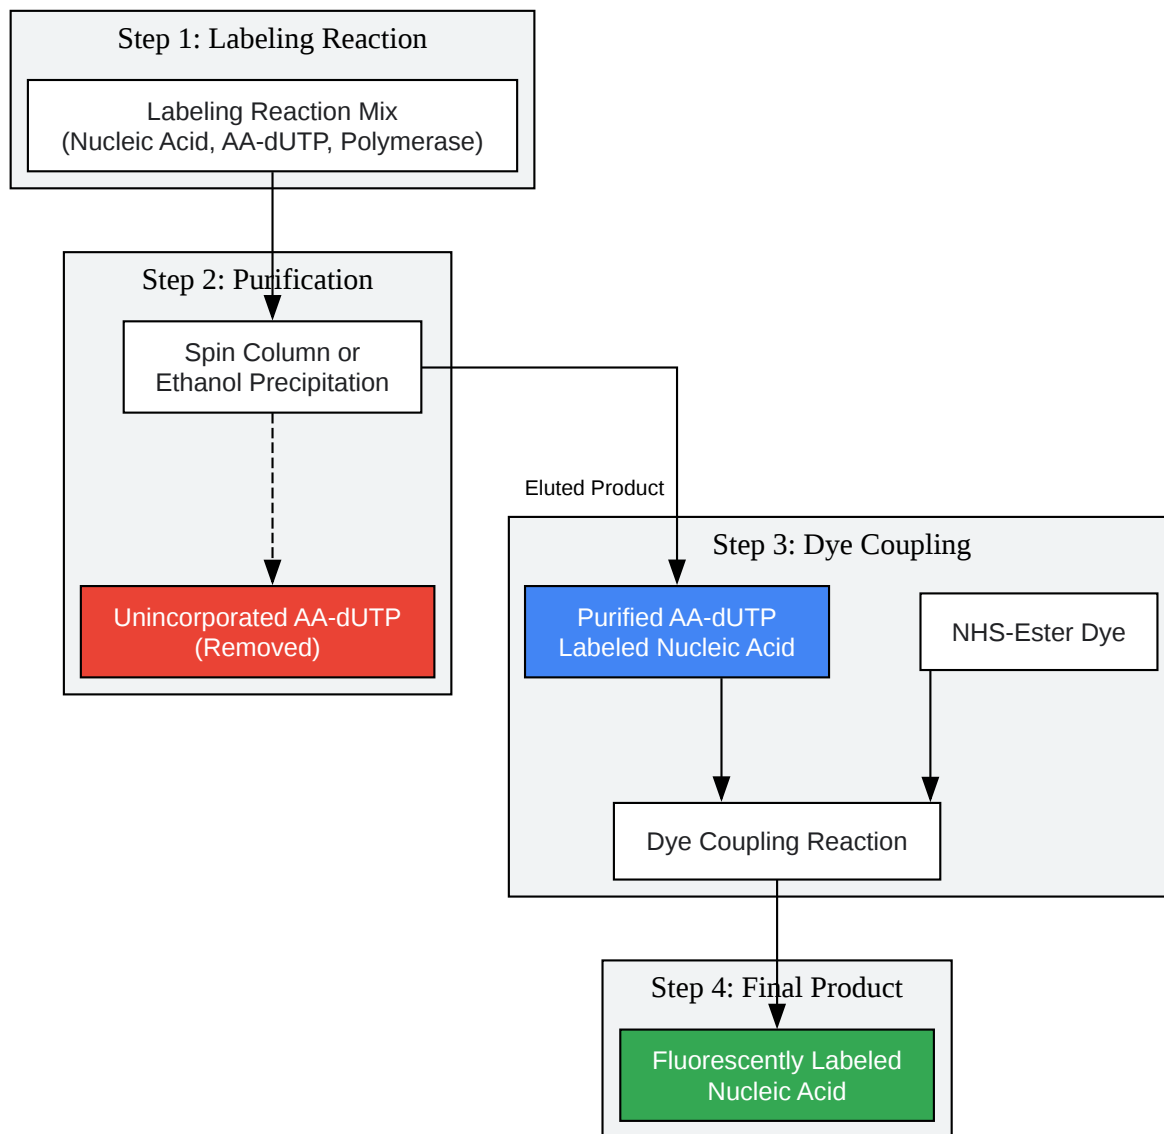 Step 1: Labeling Reaction
Labeling Reaction Mix
(Nucleic Acid, AA-dUTP, Polymerase)
Step 2: Purification
Spin Column or
Ethanol Precipitation
Eluted Product
Unincorporated AA-dUTP
(Removed)
Step 3: Dye Coupling
Purified AA-dUTP
Labeled Nucleic Acid
NHS-Ester Dye
Dye Coupling Reaction
Step 4: Final Product
Fluorescently Labeled
Nucleic Acid